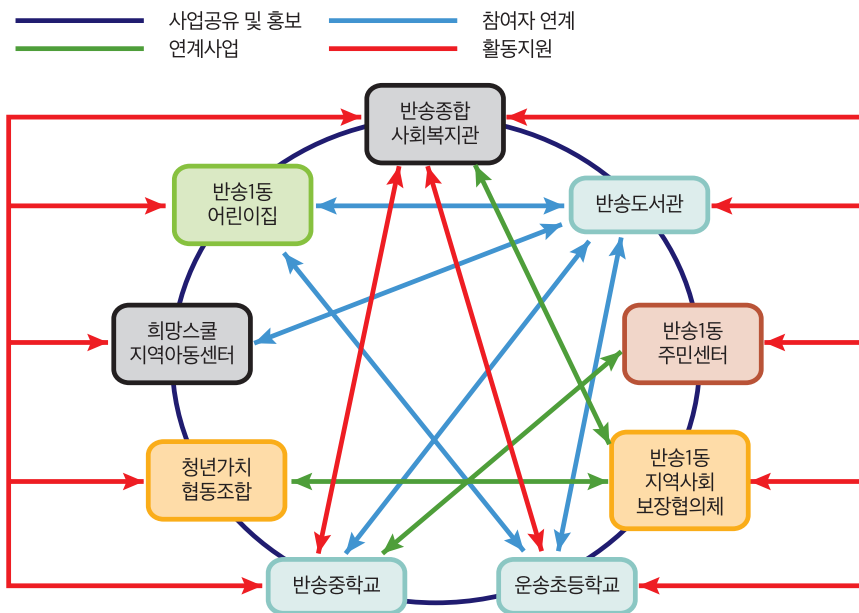 사업공유 및 홍보
참여자 연계
연계사업
활동지원
반송종합
사회복지관
반송1동
어린이집
반송도서관
희망스쿨
지역아동센터
반송1동
주민센터
청년가치
협동조합
반송1동
지역사회
보장협의체
반송중학교
운송초등학교